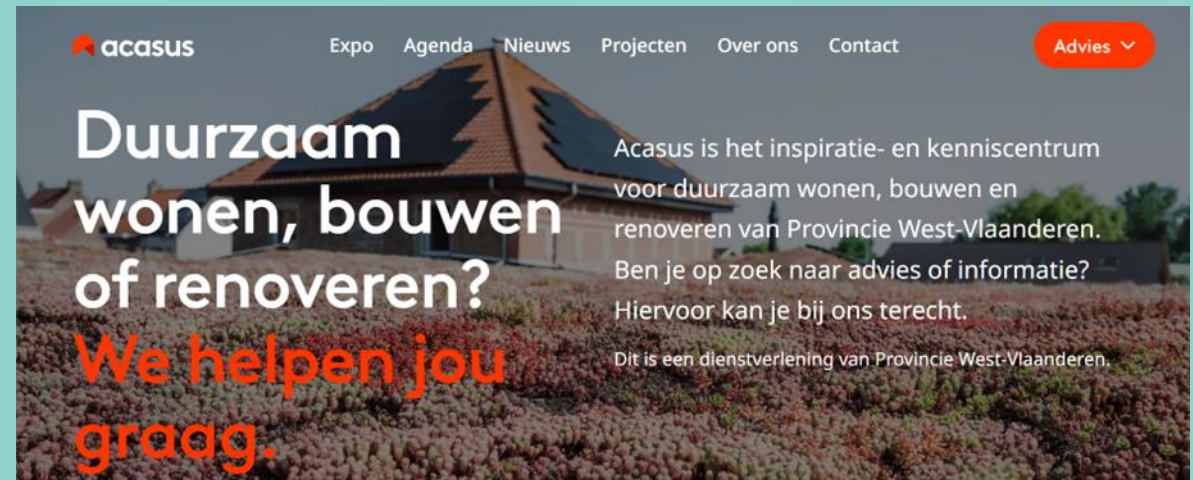 acasus
Expo Agenda Nieuws Projecten Over ons Contact
Advies
Duurzaam
wonen, bouwen
of renoveren?
We helpen jou
graag.
Acasus is het inspiratie- en kenniscentrum
voor duurzaam wonen, bouwen en
renoveren van Provincie West-Vlaanderen.
Ben je op zoek naar advies of informatie?
Hiervoor kan je bij ons terecht.
Dit is een dienstverlening van Provincie West-Vlaanderen.